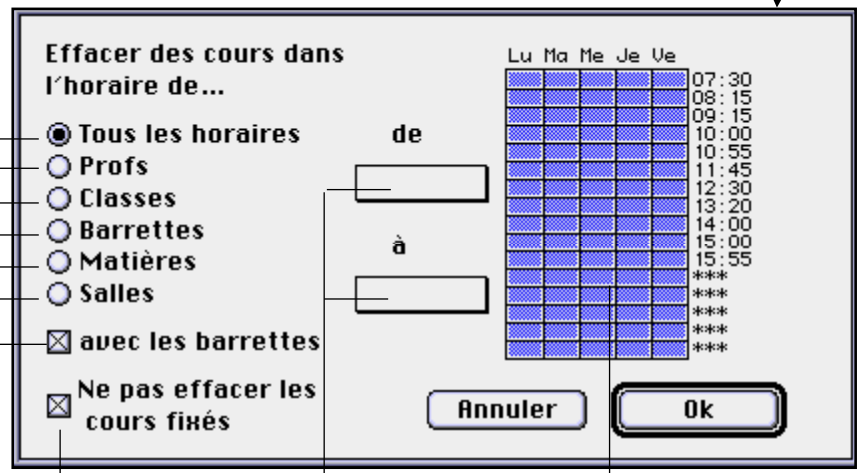 Effacer des cours dans
l'horaire de...
Tous les horaires
Profs
Classes
Barrettes
Matières
Salles
avec les barrettes
Ne pas effacer les
cours fixés
de
à
Lu Ma Me Je Ve
07:30
08:15
09:15
10:00
10:55
11:45
12:30
13:20
14:00
15:00
15:55
***
***
***
***
***
Annuler
Ok